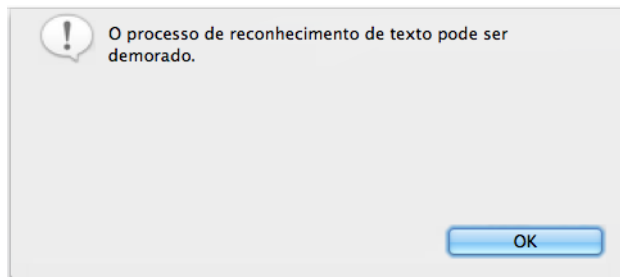 O processo de reconhecimento de texto pode ser
demorado.
OK